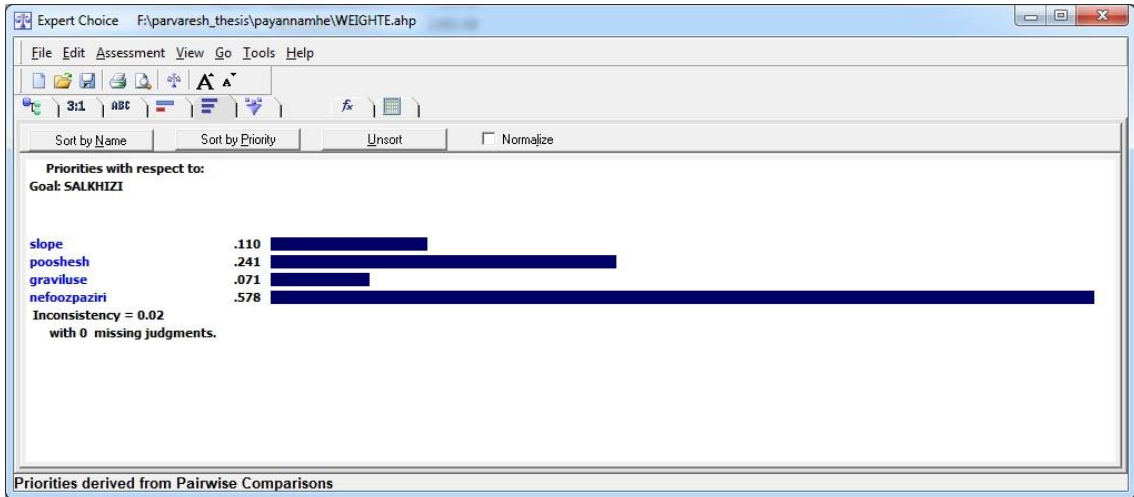 Expert Choice F:\parvaresh_thesis\payannamhe\WEIGHTE.ahp
File Edit Assessment View Go Tools Help
A A
3:1 ABC fx
Sort by Name Sort by Priority Unsort Normalize
Priorities with respect to:
Goal: SALKHIZI
slope .110
pooshesh .241
graviluse .071
nefoozpaziri .578
Inconsistency = 0.02
with 0 missing judgments.
Priorities derived from Pairwise Comparisons